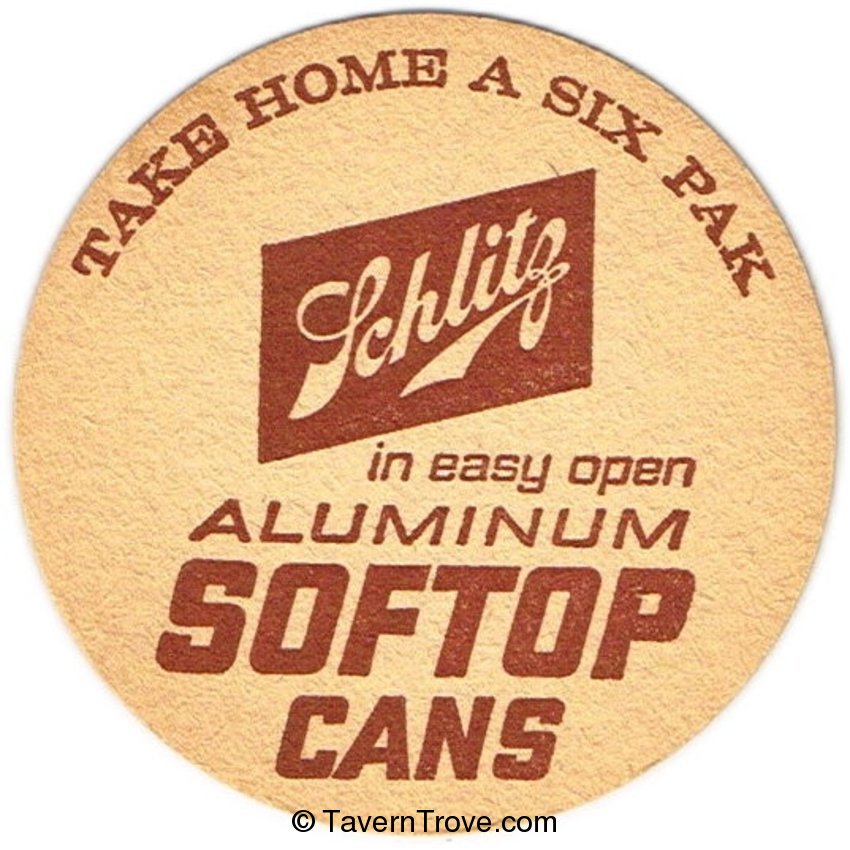 TAKE HOME A SIX PAK
Schlitz
in easy open
ALUMINUM
SOFTOP
CANS
© TavernTrove.com